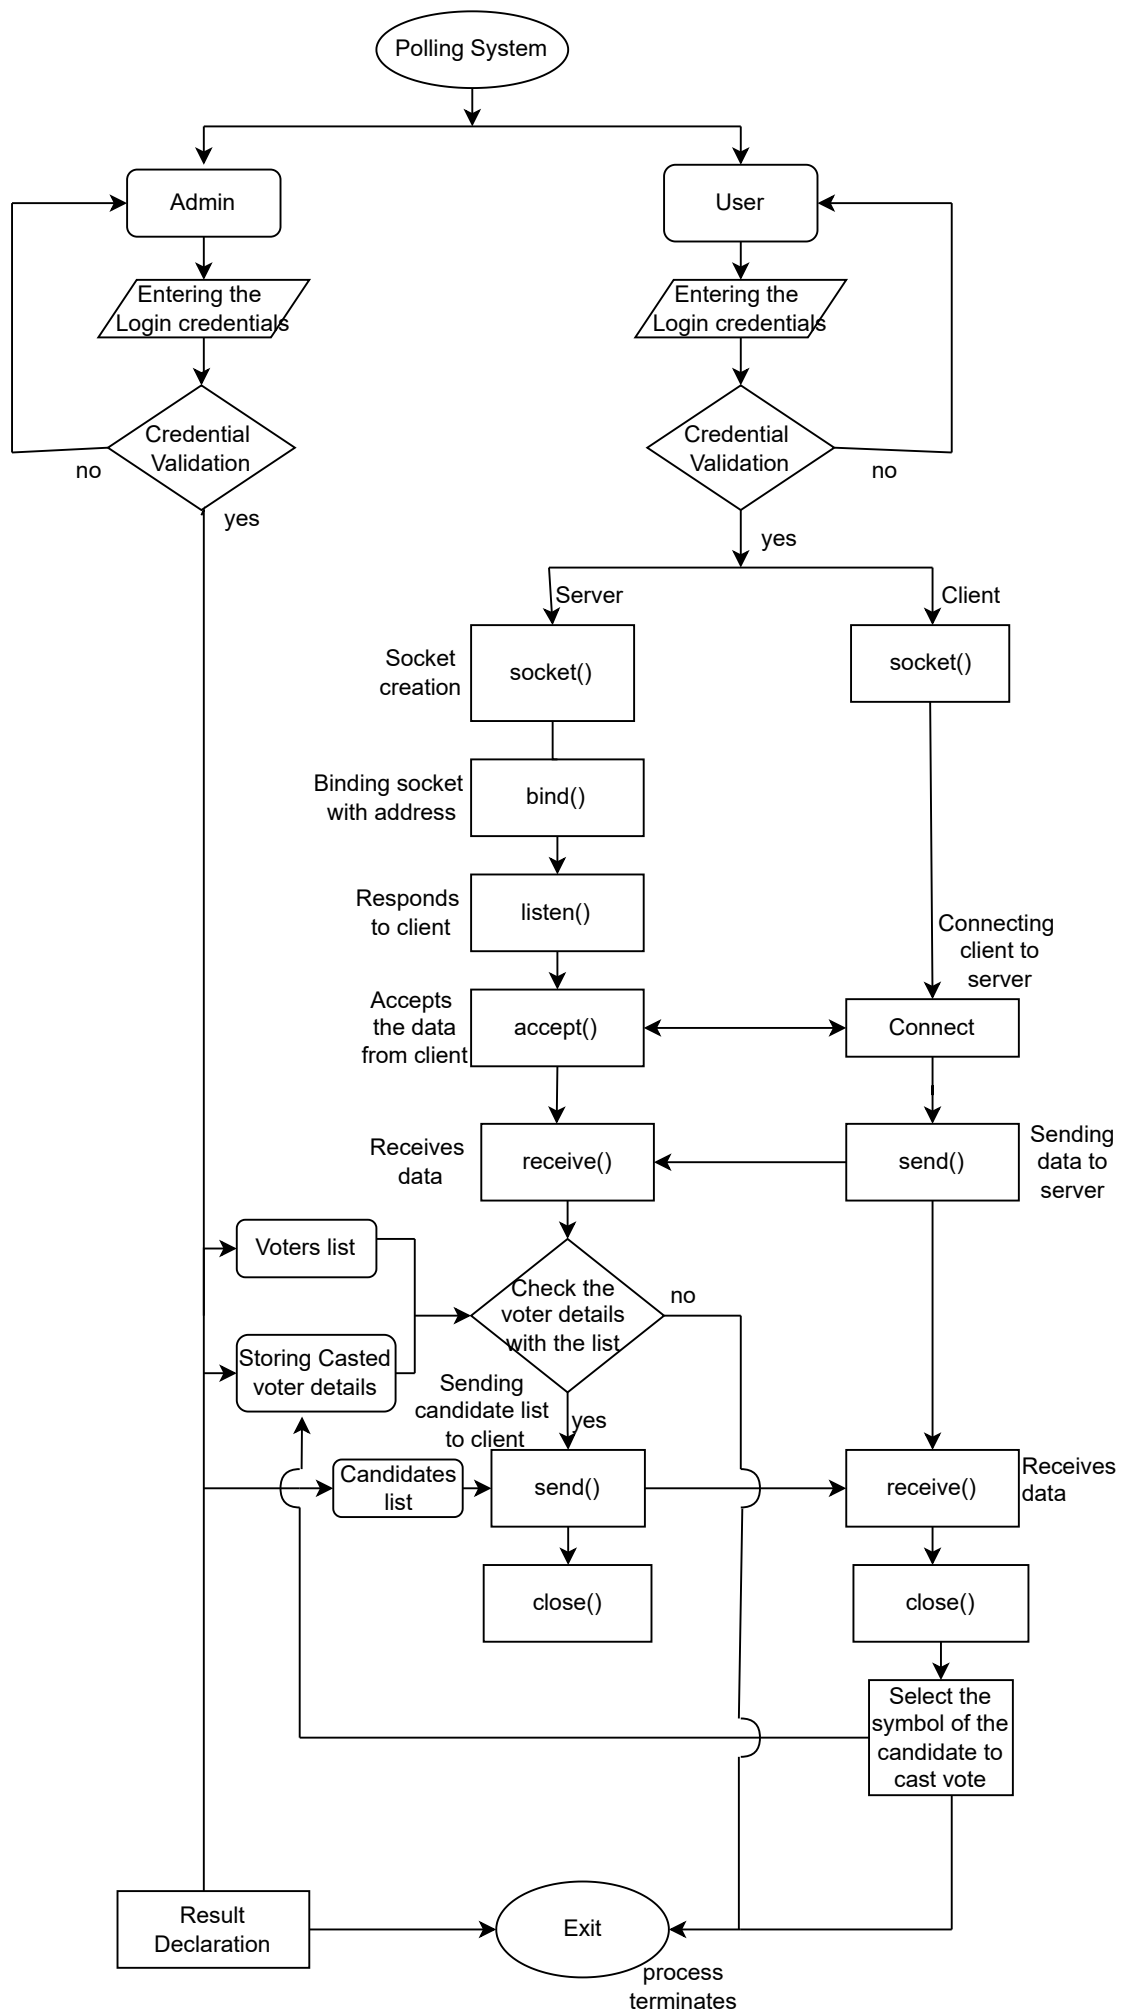 Polling System
Admin
User
Entering the
Login credentials
Entering the
Login credentials
Credential
Validation
Credential
Validation
no
no
yes
yes
Server
Client
Socket
creation
socket()
socket()
Binding socket
with address
bind()
Responds
to client
listen()
Connecting
client to
server
Accepts
the data
from client
accept()
Connect
Receives
data
receive()
send()
Sending
data to
server
Voters list
Check the
voter details
with the list
no
Storing Casted
voter details
Sending
candidate list
to client
yes
Candidates
list
send()
receive()
Receives
data
close()
close()
Select the
symbol of the
candidate to
cast vote
Result
Declaration
Exit
process
terminates